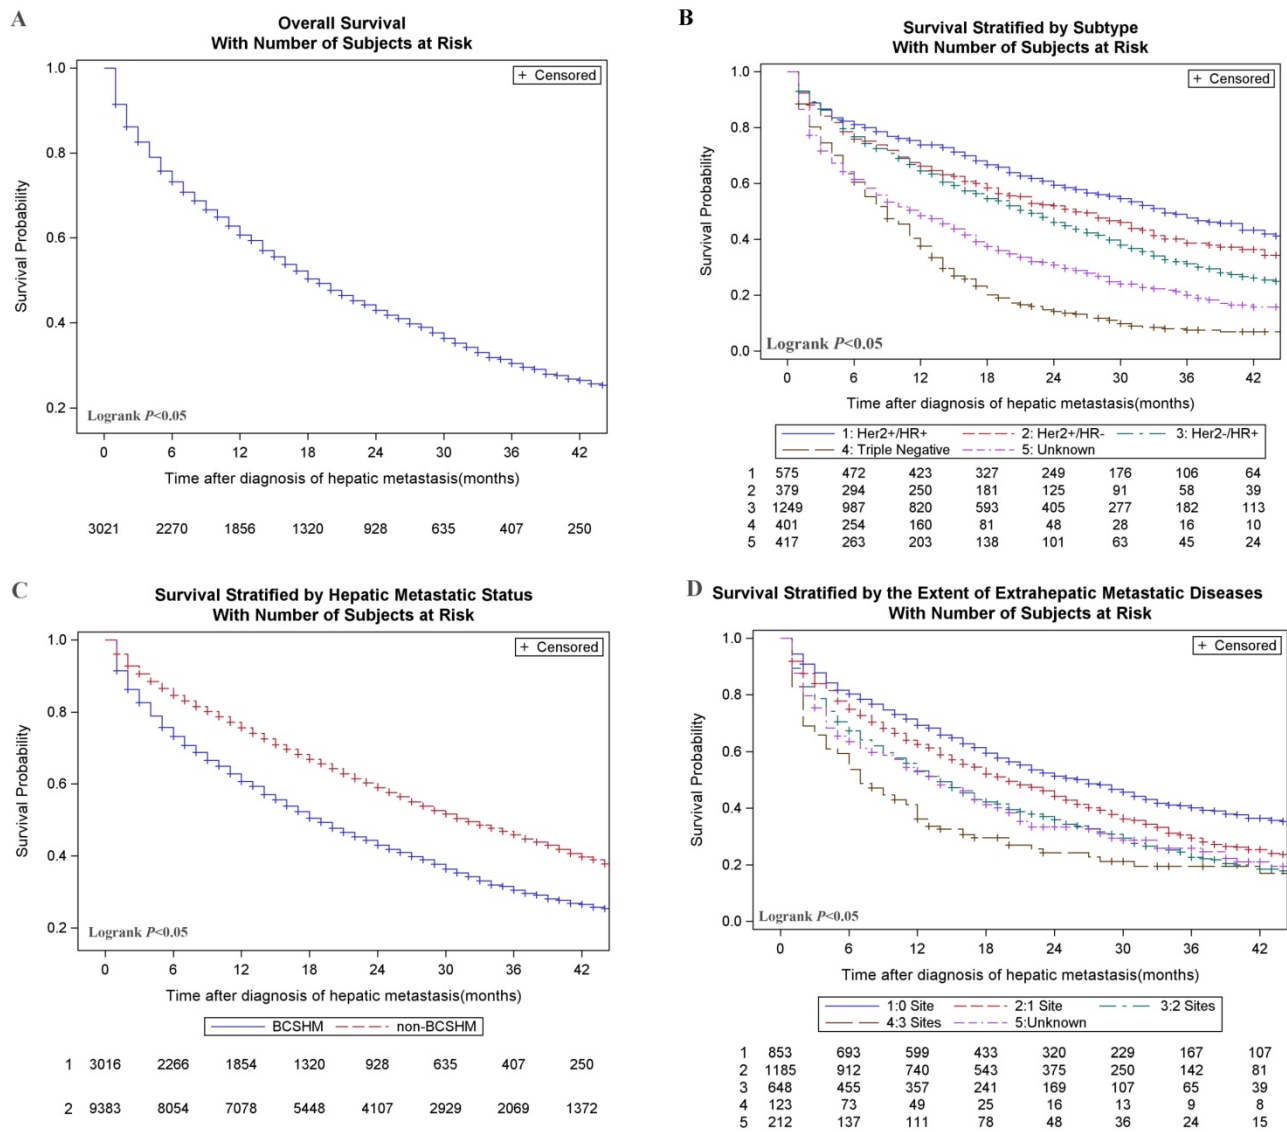 A
Overall Survival
With Number of Subjects at Risk
+ Censored
1.0
0.8
0.6
0.4
0.2
Survival Probability
Logrank P<0.05
0 6 12 18 24 30 36 42
Time after diagnosis of hepatic metastasis(months)
3021 2270 1856 1320 928 635 407 250
B
Survival Stratified by Subtype
With Number of Subjects at Risk
+ Censored
1.0
0.8
0.6
0.4
0.2
0.0
Survival Probability
Logrank P<0.05
0 6 12 18 24 30 36 42
Time after diagnosis of hepatic metastasis(months)
1: Her2+/HR+ 2: Her2+/HR- 3: Her2-/HR+
4: Triple Negative 5: Unknown
1 575 472 423 327 249 176 106 64
2 379 294 250 181 125 91 58 39
3 1249 987 820 593 405 277 182 113
4 401 254 160 81 48 28 16 10
5 417 263 203 138 101 63 45 24
C
Survival Stratified by Hepatic Metastatic Status
With Number of Subjects at Risk
+ Censored
1.0
0.8
0.6
0.4
0.2
Survival Probability
Logrank P<0.05
0 6 12 18 24 30 36 42
Time after diagnosis of hepatic metastasis(months)
BCSHM non-BCSHM
1 3016 2266 1854 1320 928 635 407 250
2 9383 8054 7078 5448 4107 2929 2069 1372
D
Survival Stratified by the Extent of Extrahepatic Metastatic Diseases
With Number of Subjects at Risk
+ Censored
1.0
0.8
0.6
0.4
0.2
0.0
Survival Probability
Logrank P<0.05
0 6 12 18 24 30 36 42
Time after diagnosis of hepatic metastasis(months)
1:0 Site 2:1 Site 3:2 Sites
4:3 Sites 5:Unknown
1 853 693 599 433 320 229 167 107
2 1185 912 740 543 375 250 142 81
3 648 455 357 241 169 107 65 39
4 123 73 49 25 16 13 9 8
5 212 137 111 78 48 36 24 15